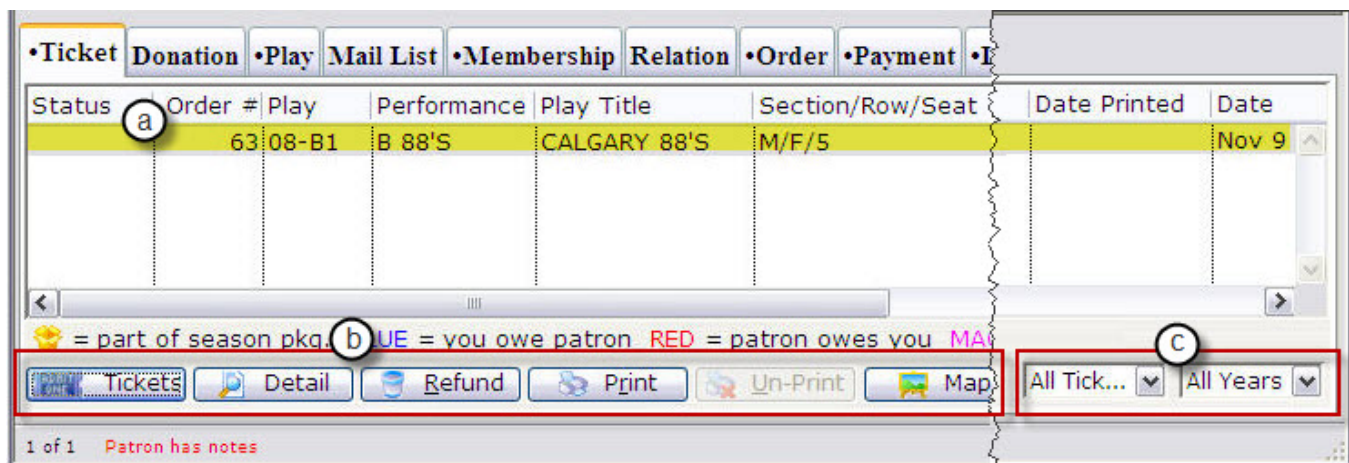 •Ticket Donation •Play Mail List •Membership Relation •Order •Payment
Status Order # Play Performance Play Title Section/Row/Seat Date Printed Date
a
63 08-B1 B 88'S CALGARY 88'S M/F/5 Nov 9
= part of season pkg. b UE = you owe patron RED = patron owes you MA
c
Tickets Detail Refund Print Un-Print Map All Tick... All Years
1 of 1 Patron has notes